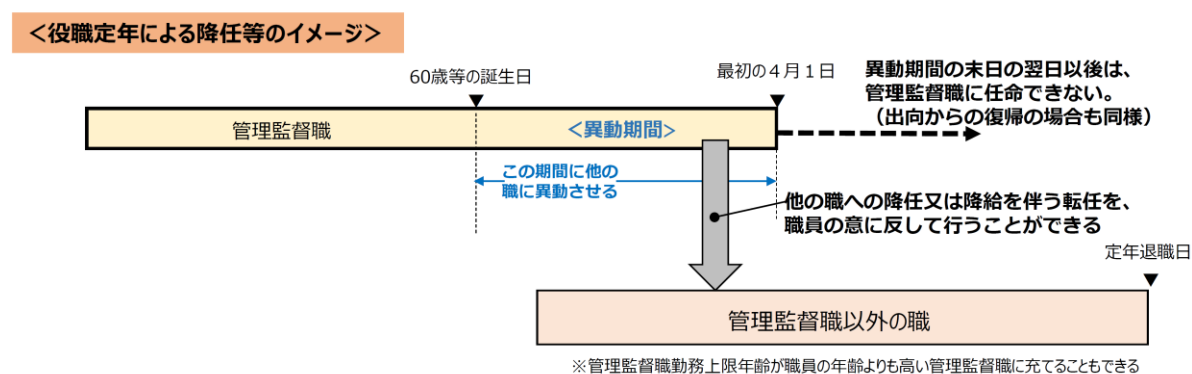 ＜役職定年による降任等のイメージ＞
60歳等の誕生日
最初の４月１日
異動期間の末日の翌日以後は、
管理監督職に任命できない。
（出向からの復帰の場合も同様）
管理監督職
＜異動期間＞
この期間に他の
職に異動させる
他の職への降任又は降給を伴う転任を、
職員の意に反して行うことができる
定年退職日
管理監督職以外の職
※管理監督職勤務上限年齢が職員の年齢よりも高い管理監督職に充てることもできる